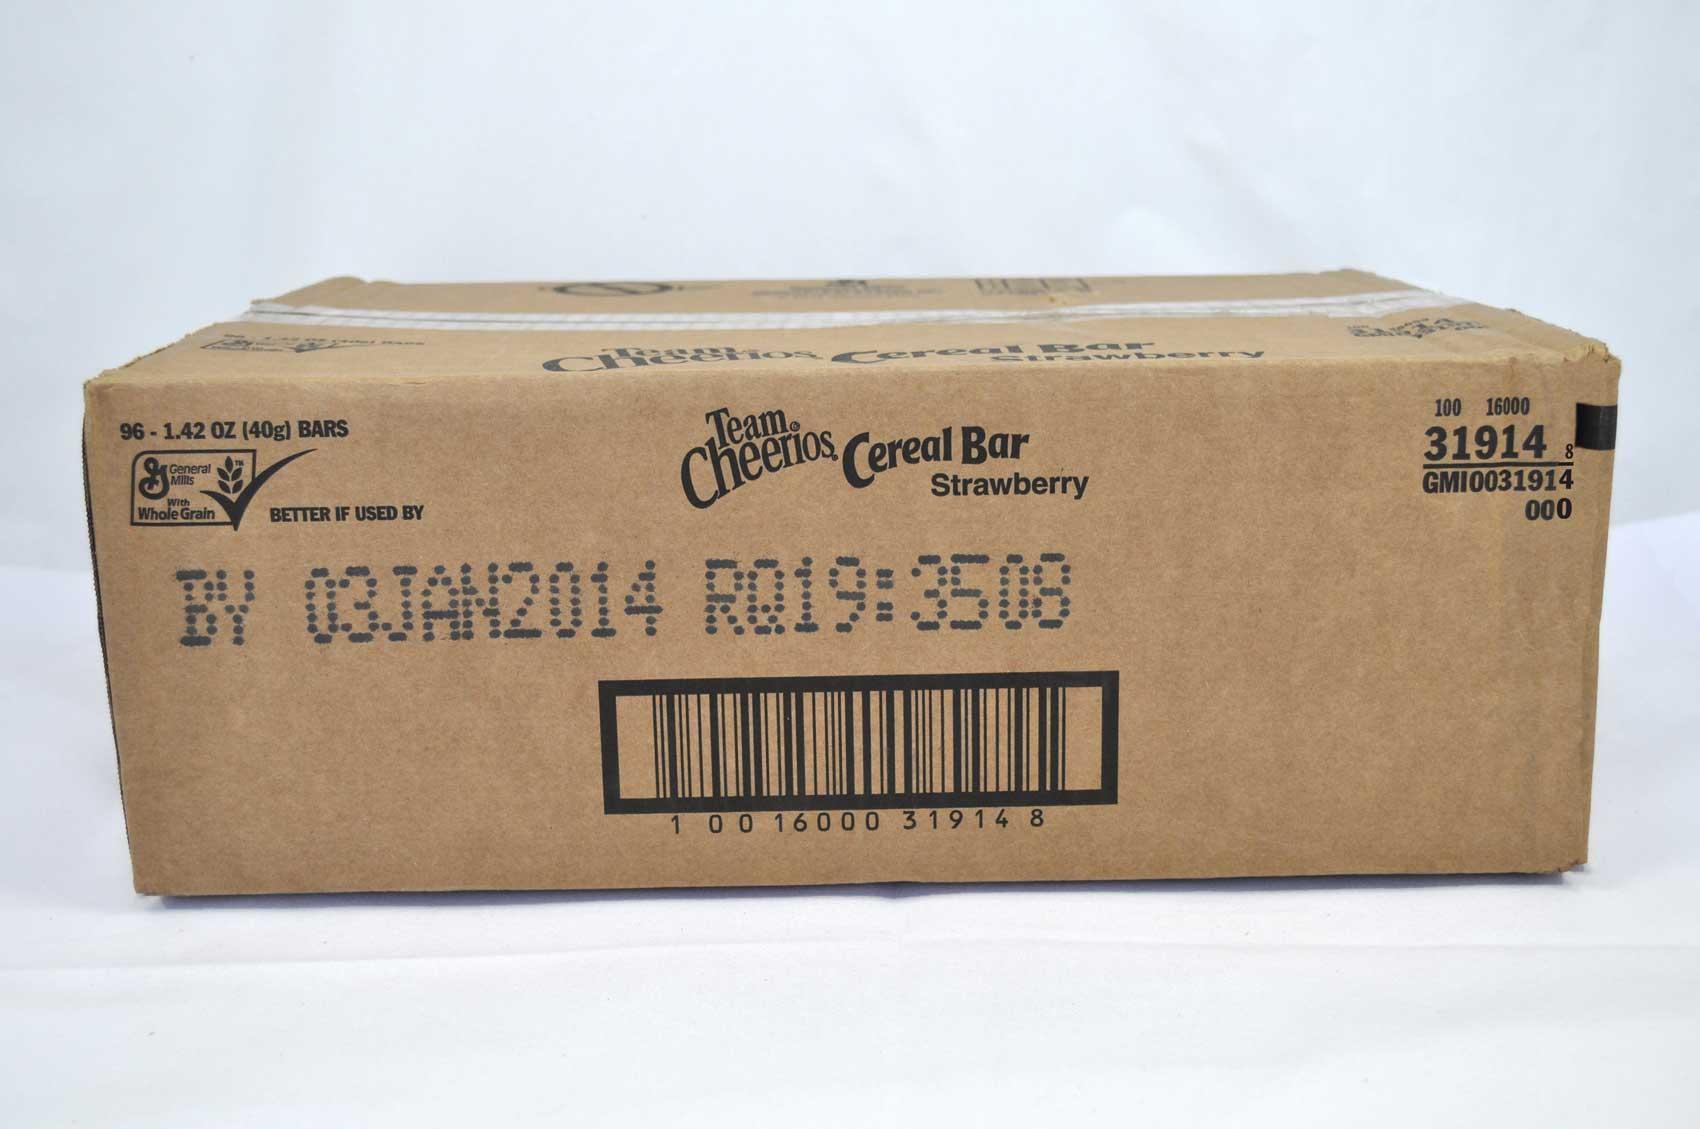 Team
Cheerios Cereal Bar
Strawberry
96 - 1.42 OZ (40g) BARS
General
Mills
With
Whole Grain
BETTER IF USED BY
Team
Cheerios® Cereal Bar
Strawberry
100 16000
31914 8
GMI0031914
000
BY 03JAN2014 RQ19:3508
1 00 16000 31914 8